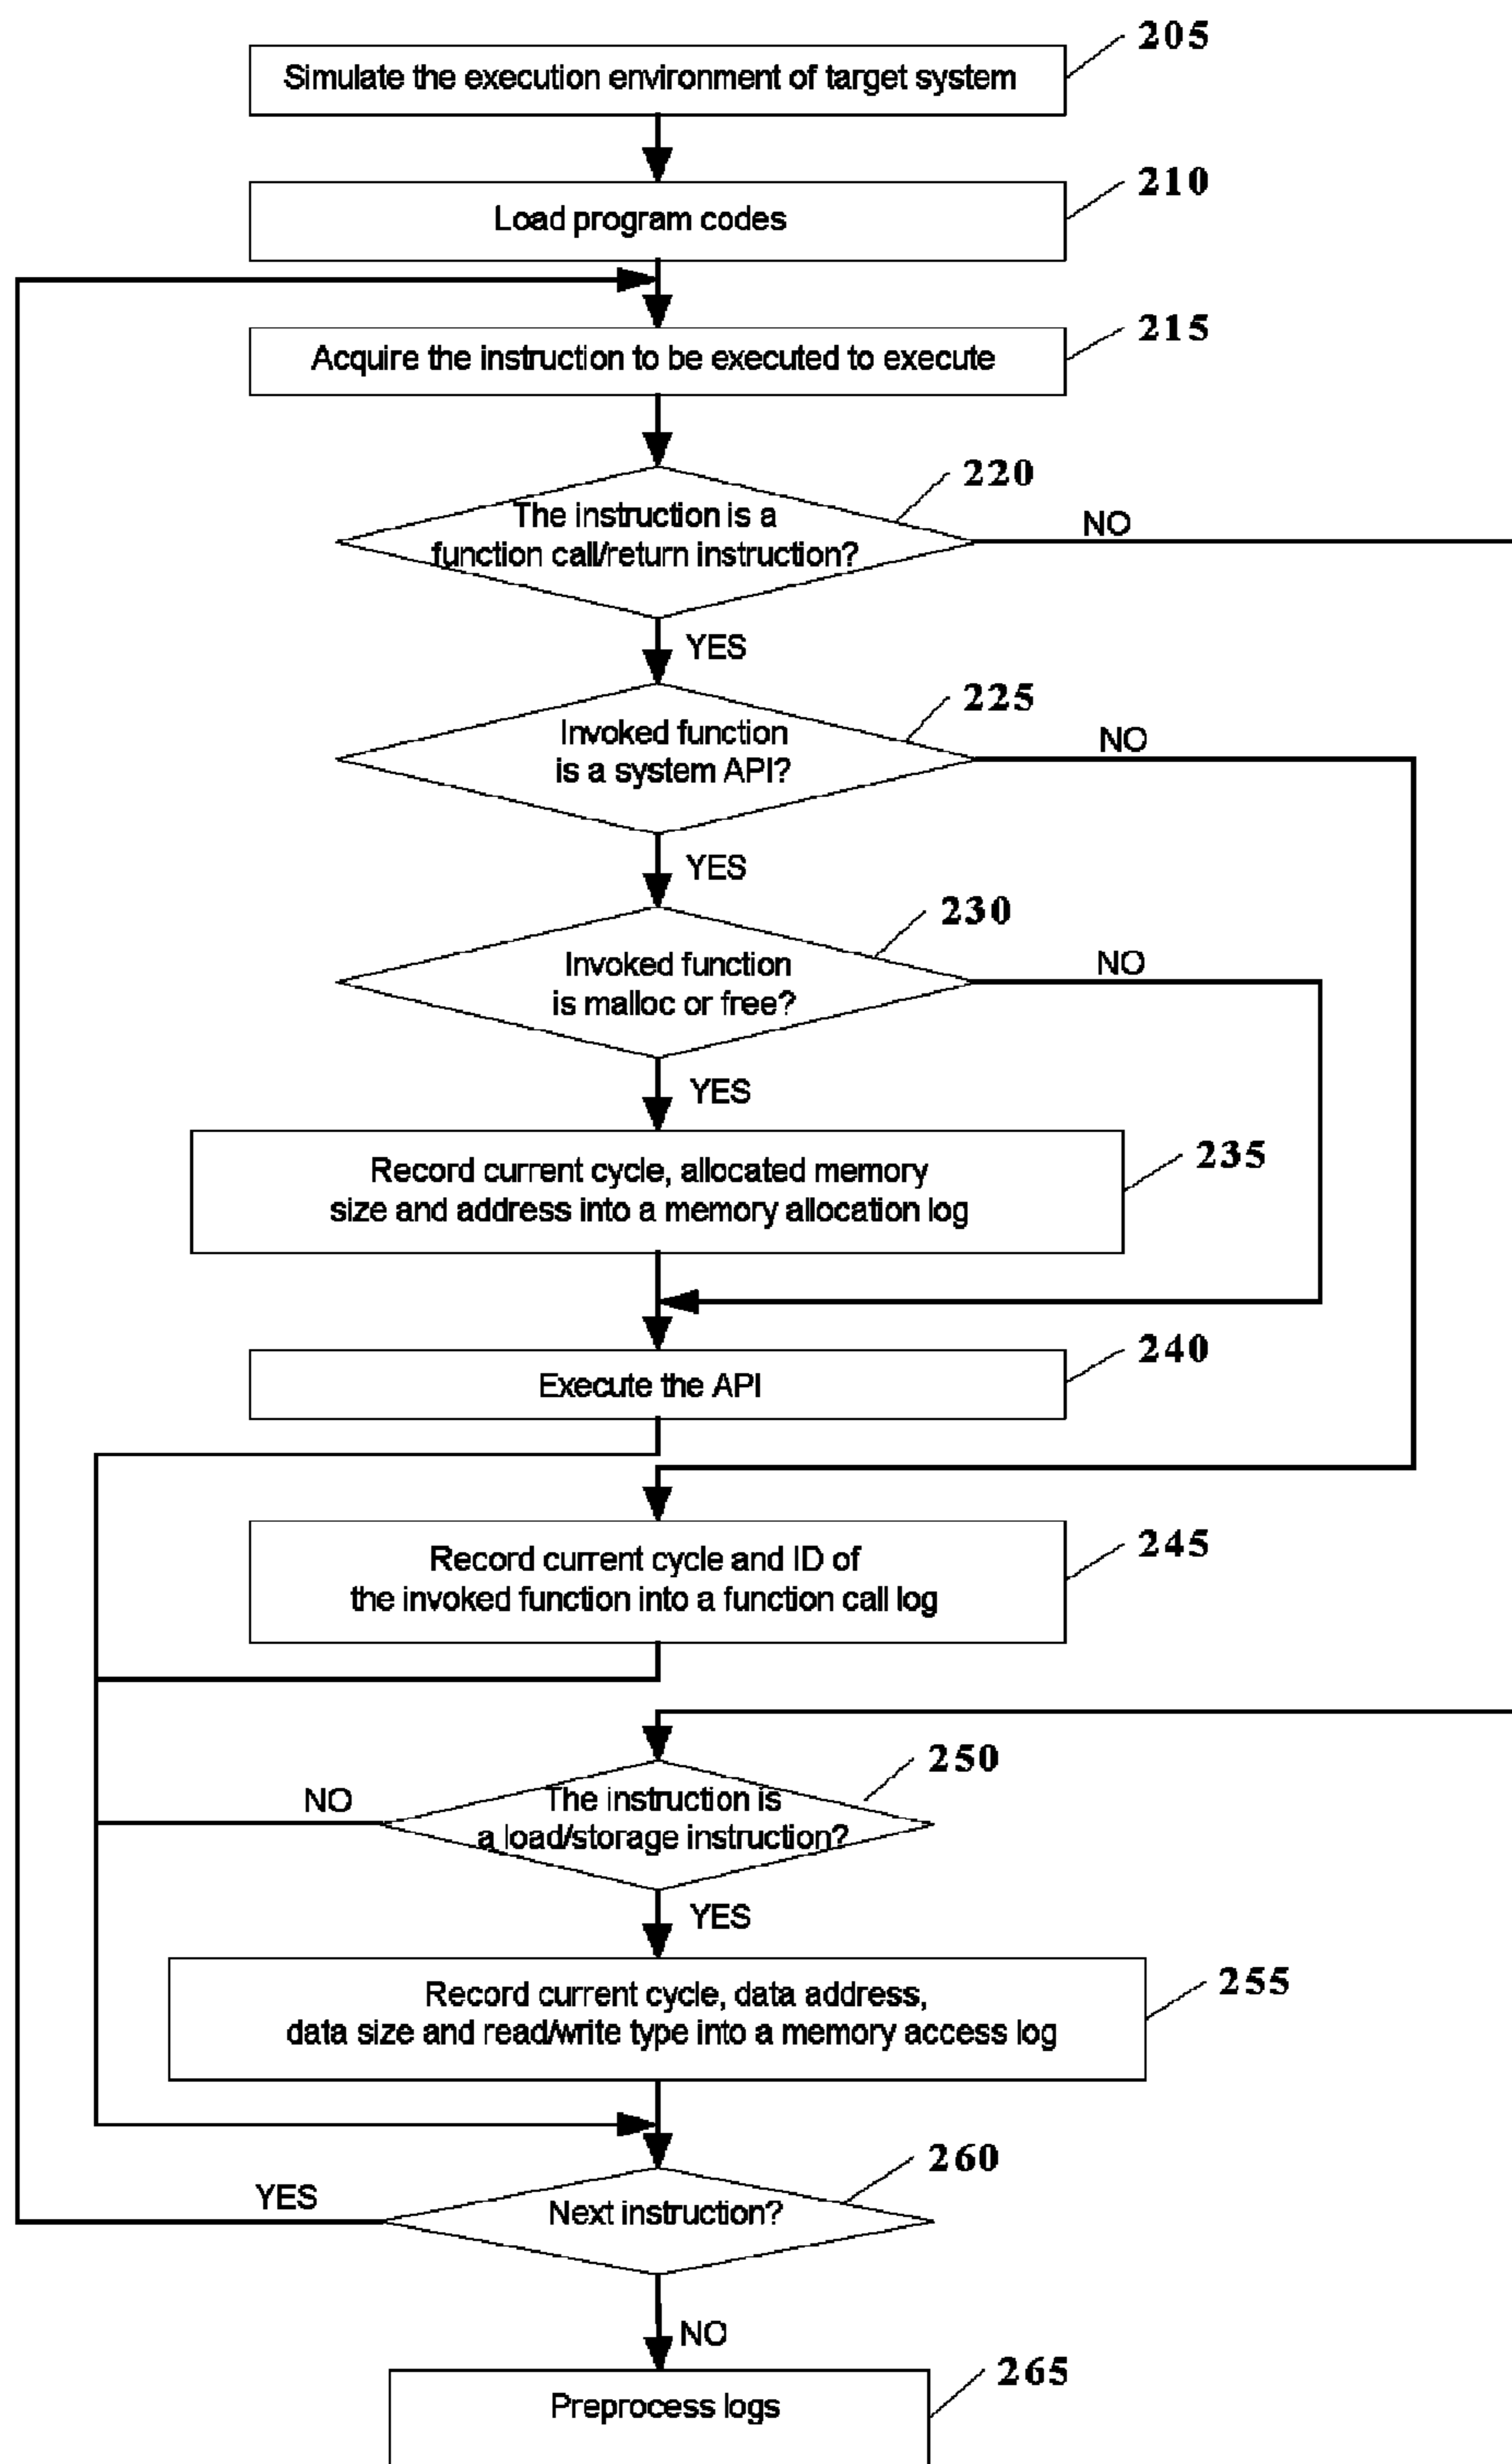 205
Simulate the execution environment of target system
210
Load program codes
215
Acquire the instruction to be executed to execute
220
The instruction is a
function call/return instruction?
NO
YES
225
Invoked function
is a system API?
NO
YES
230
Invoked function
is malloc or free?
NO
YES
235
Record current cycle, allocated memory
size and address into a memory allocation log
240
Execute the API
245
Record current cycle and ID of
the invoked function into a function call log
250
The instruction is
a load/storage instruction?
NO
YES
255
Record current cycle, data address,
data size and read/write type into a memory access log
260
Next instruction?
YES
NO
265
Preprocess logs